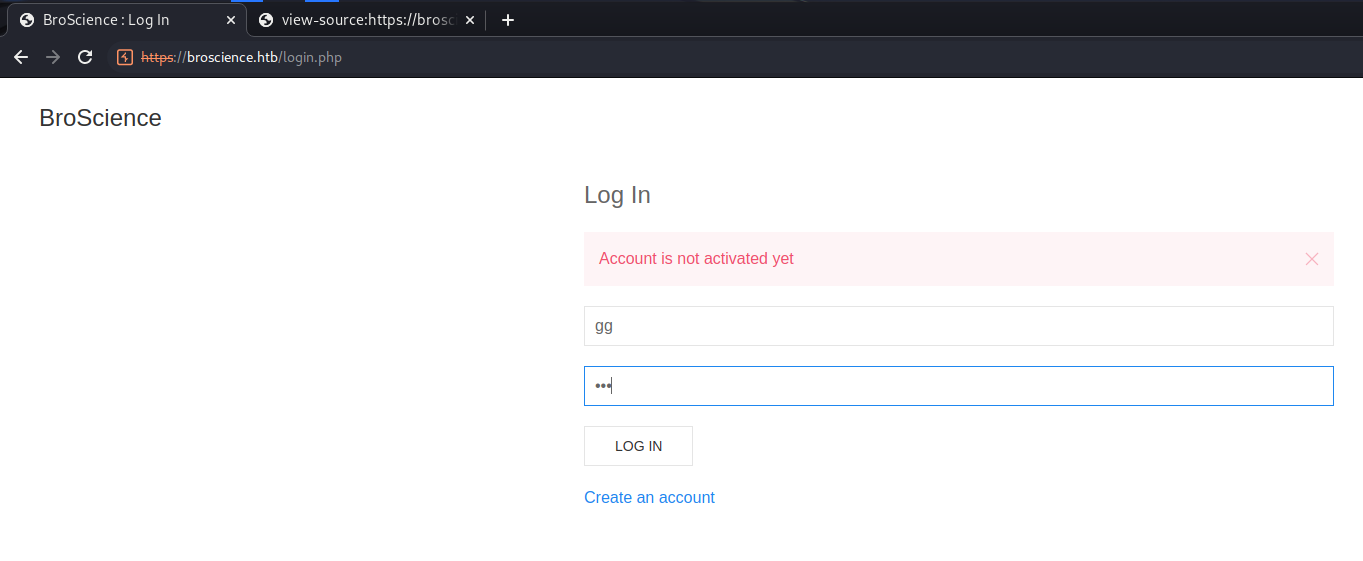 BroScience : Log In
view-source:https://brosc
https://broscience.htb/login.php
BroScience
Log In
Account is not activated yet
gg
•••
LOG IN
Create an account